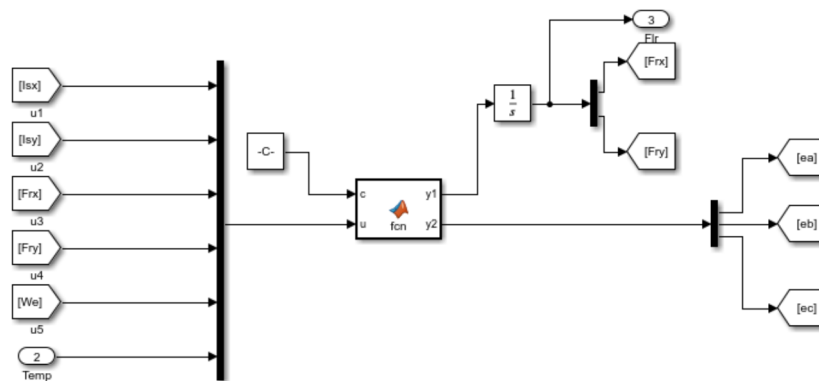 3
Flr
[Frx]
[Isx]
u1
1
s
[Isy]
u2
-C-
[Fry]
[ea]
[Frx]
u3
c
y1
fcn
u
y2
[Fry]
u4
[eb]
[We]
u5
[ec]
2
Temp